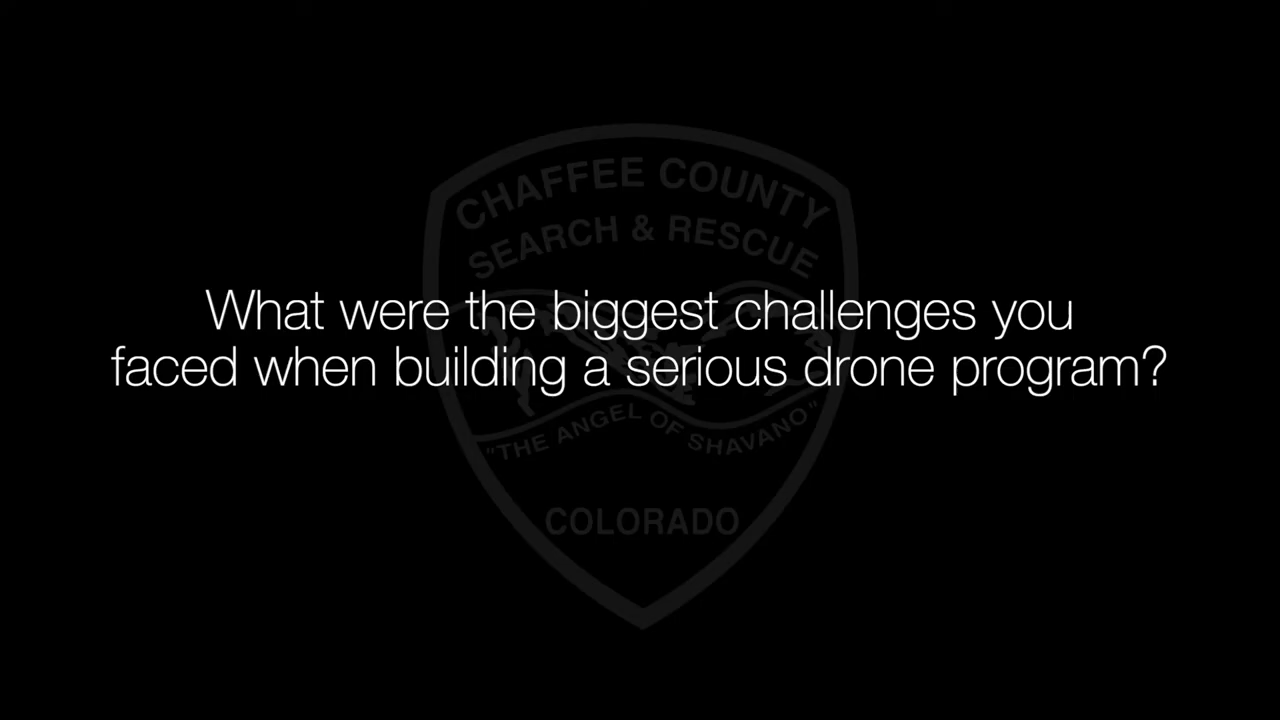 CHAFFEE COUNTY
SEARCH & RESCUE
What were the biggest challenges you
faced when building a serious drone program?
"THE ANGEL OF SHAVANO"
COLORADO